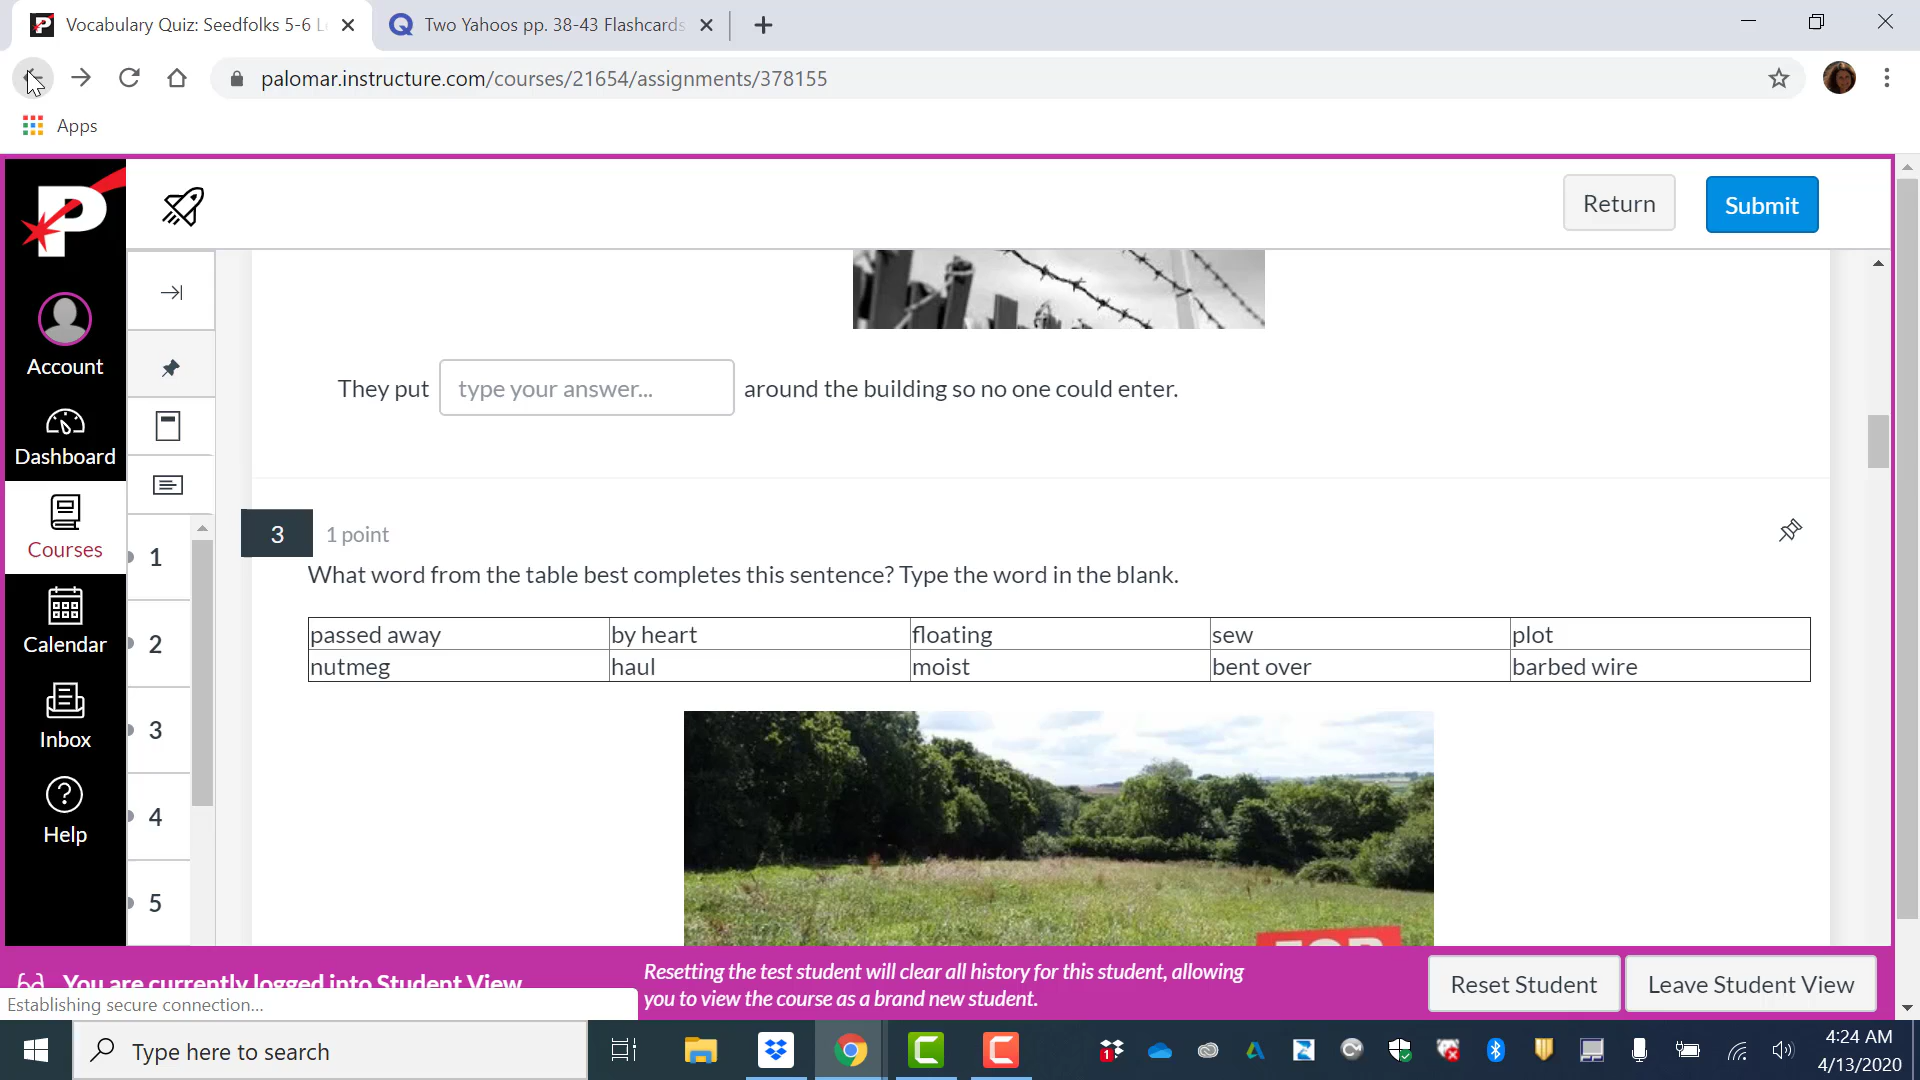 Vocabulary Quiz: Seedfolks 5-6 Le
Two Yahoos pp. 38-43 Flashcards
palomar.instructure.com/courses/21654/assignments/378155
Apps
Return
Submit
Account
Dashboard
Courses
Calendar
Inbox
Help
1
2
3
4
5
They put type your answer... around the building so no one could enter.
3
1 point
What word from the table best completes this sentence? Type the word in the blank.
passed away by heart floating sew plot
nutmeg haul moist bent over barbed wire
FOR
You are currently logged into Student View
Resetting the test student will clear all history for this student, allowing
you to view the course as a brand new student.
Reset Student
Leave Student View
Establishing secure connection...
Type here to search
4:24 AM
4/13/2020